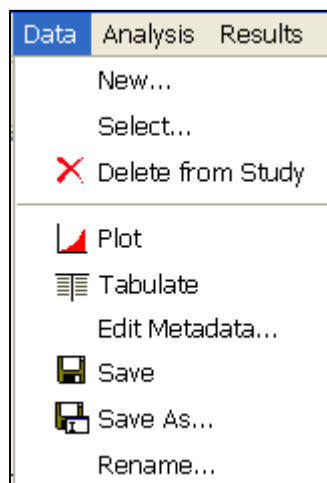 Data Analysis Results
New...
Select...
Delete from Study
Plot
Tabulate
Edit Metadata...
Save
Save As...
Rename...